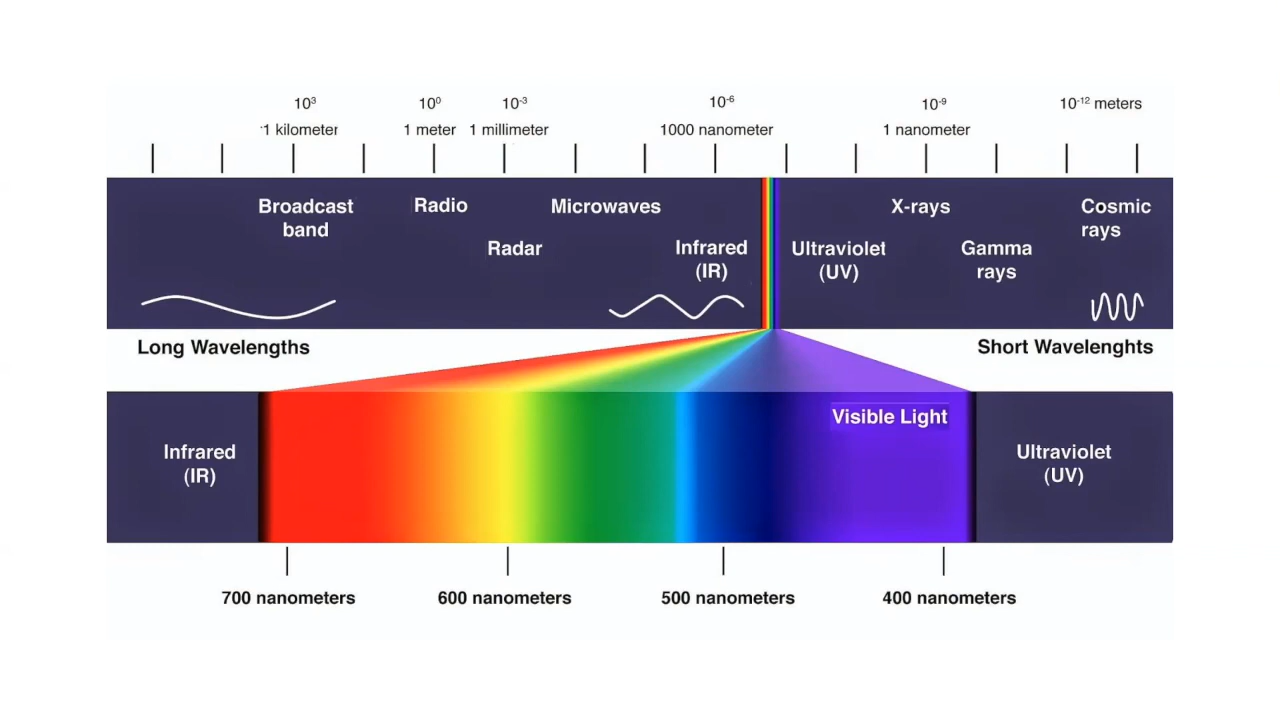 10³ 10⁰ 10⁻³ 10⁻⁶ 10⁻⁹ 10⁻¹² meters
1 kilometer 1 meter 1 millimeter 1000 nanometer 1 nanometer
Broadcast
band
Radio
Radar
Microwaves
Infrared
(IR)
Ultraviolet
(UV)
X-rays
Gamma
rays
Cosmic
rays
Long Wavelengths
Short Wavelenghts
Visible Light
Infrared
(IR)
Ultraviolet
(UV)
700 nanometers 600 nanometers 500 nanometers 400 nanometers